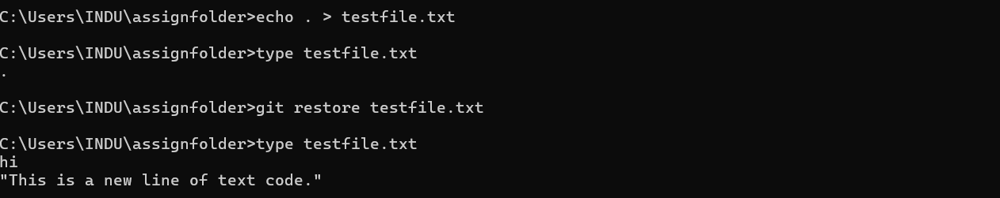 C:\Users\INDU\assignfolder>echo . > testfile.txt
C:\Users\INDU\assignfolder>type testfile.txt
.
C:\Users\INDU\assignfolder>git restore testfile.txt
C:\Users\INDU\assignfolder>type testfile.txt
hi
"This is a new line of text code."